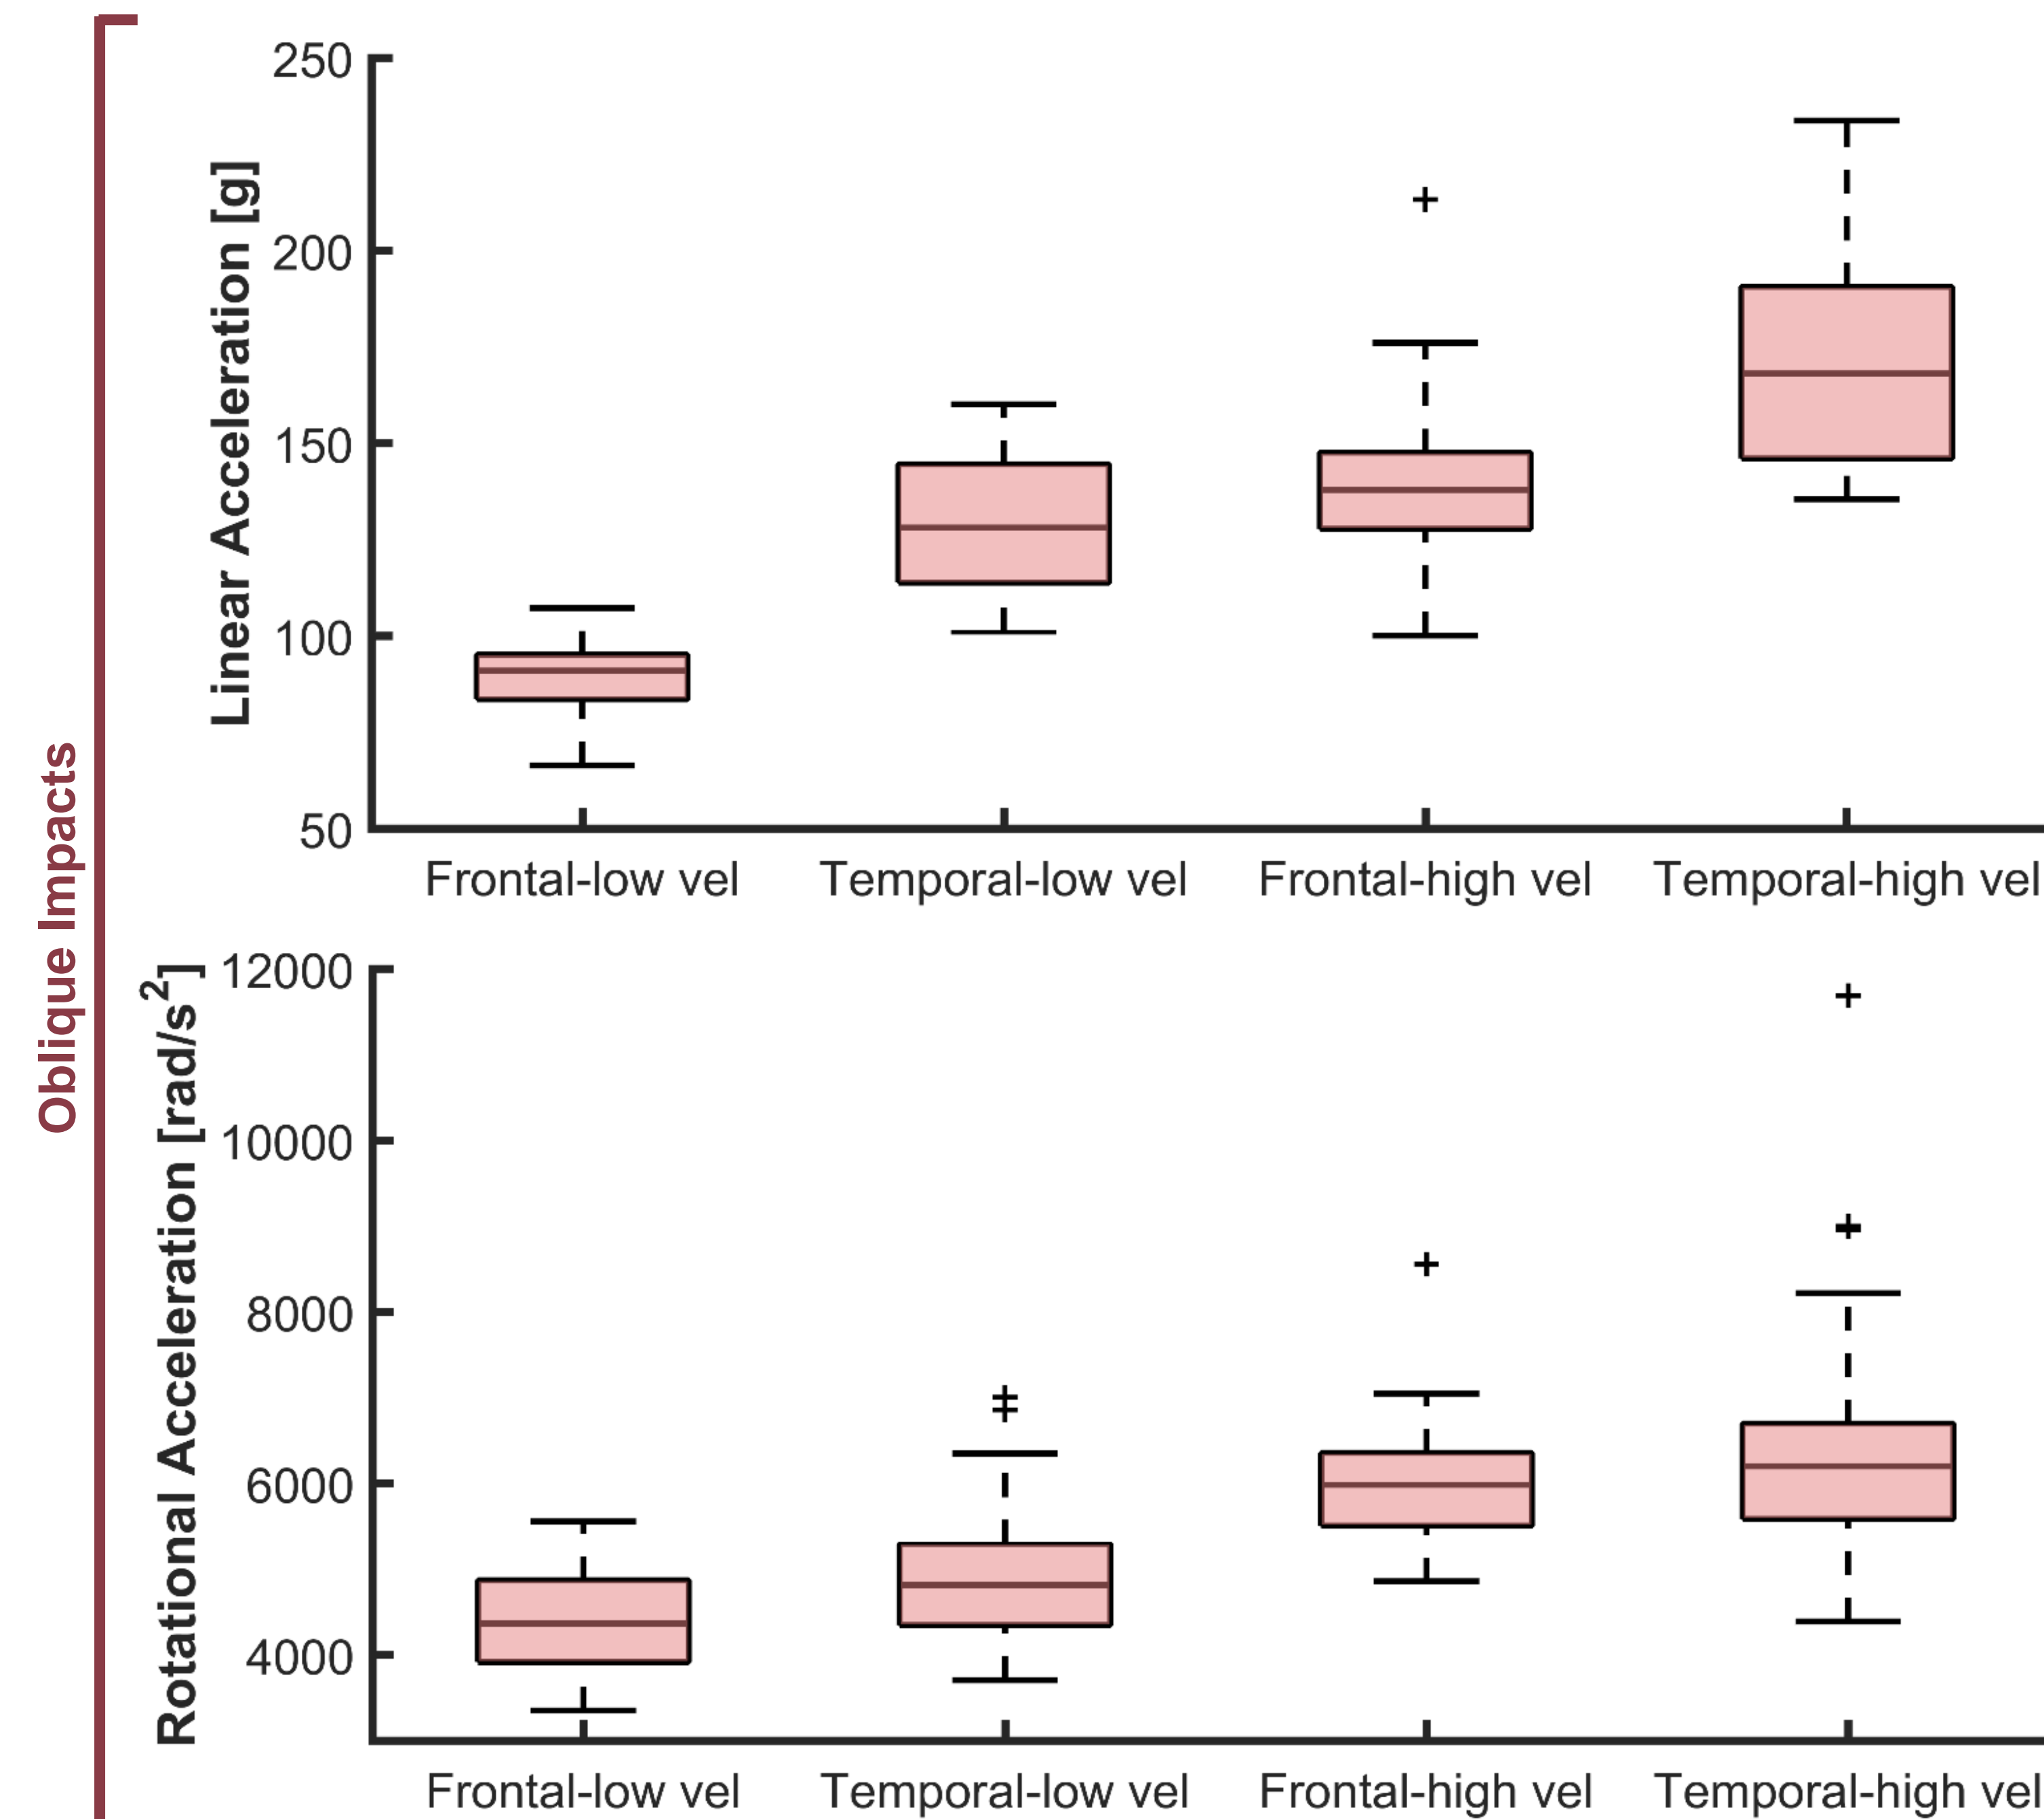 Oblique Impacts
Linear Acceleration [g]
250
200
150
100
50
Frontal-low vel Temporal-low vel Frontal-high vel Temporal-high vel
Rotational Acceleration [rad/s²]
12000
10000
8000
6000
4000
Frontal-low vel Temporal-low vel Frontal-high vel Temporal-high vel